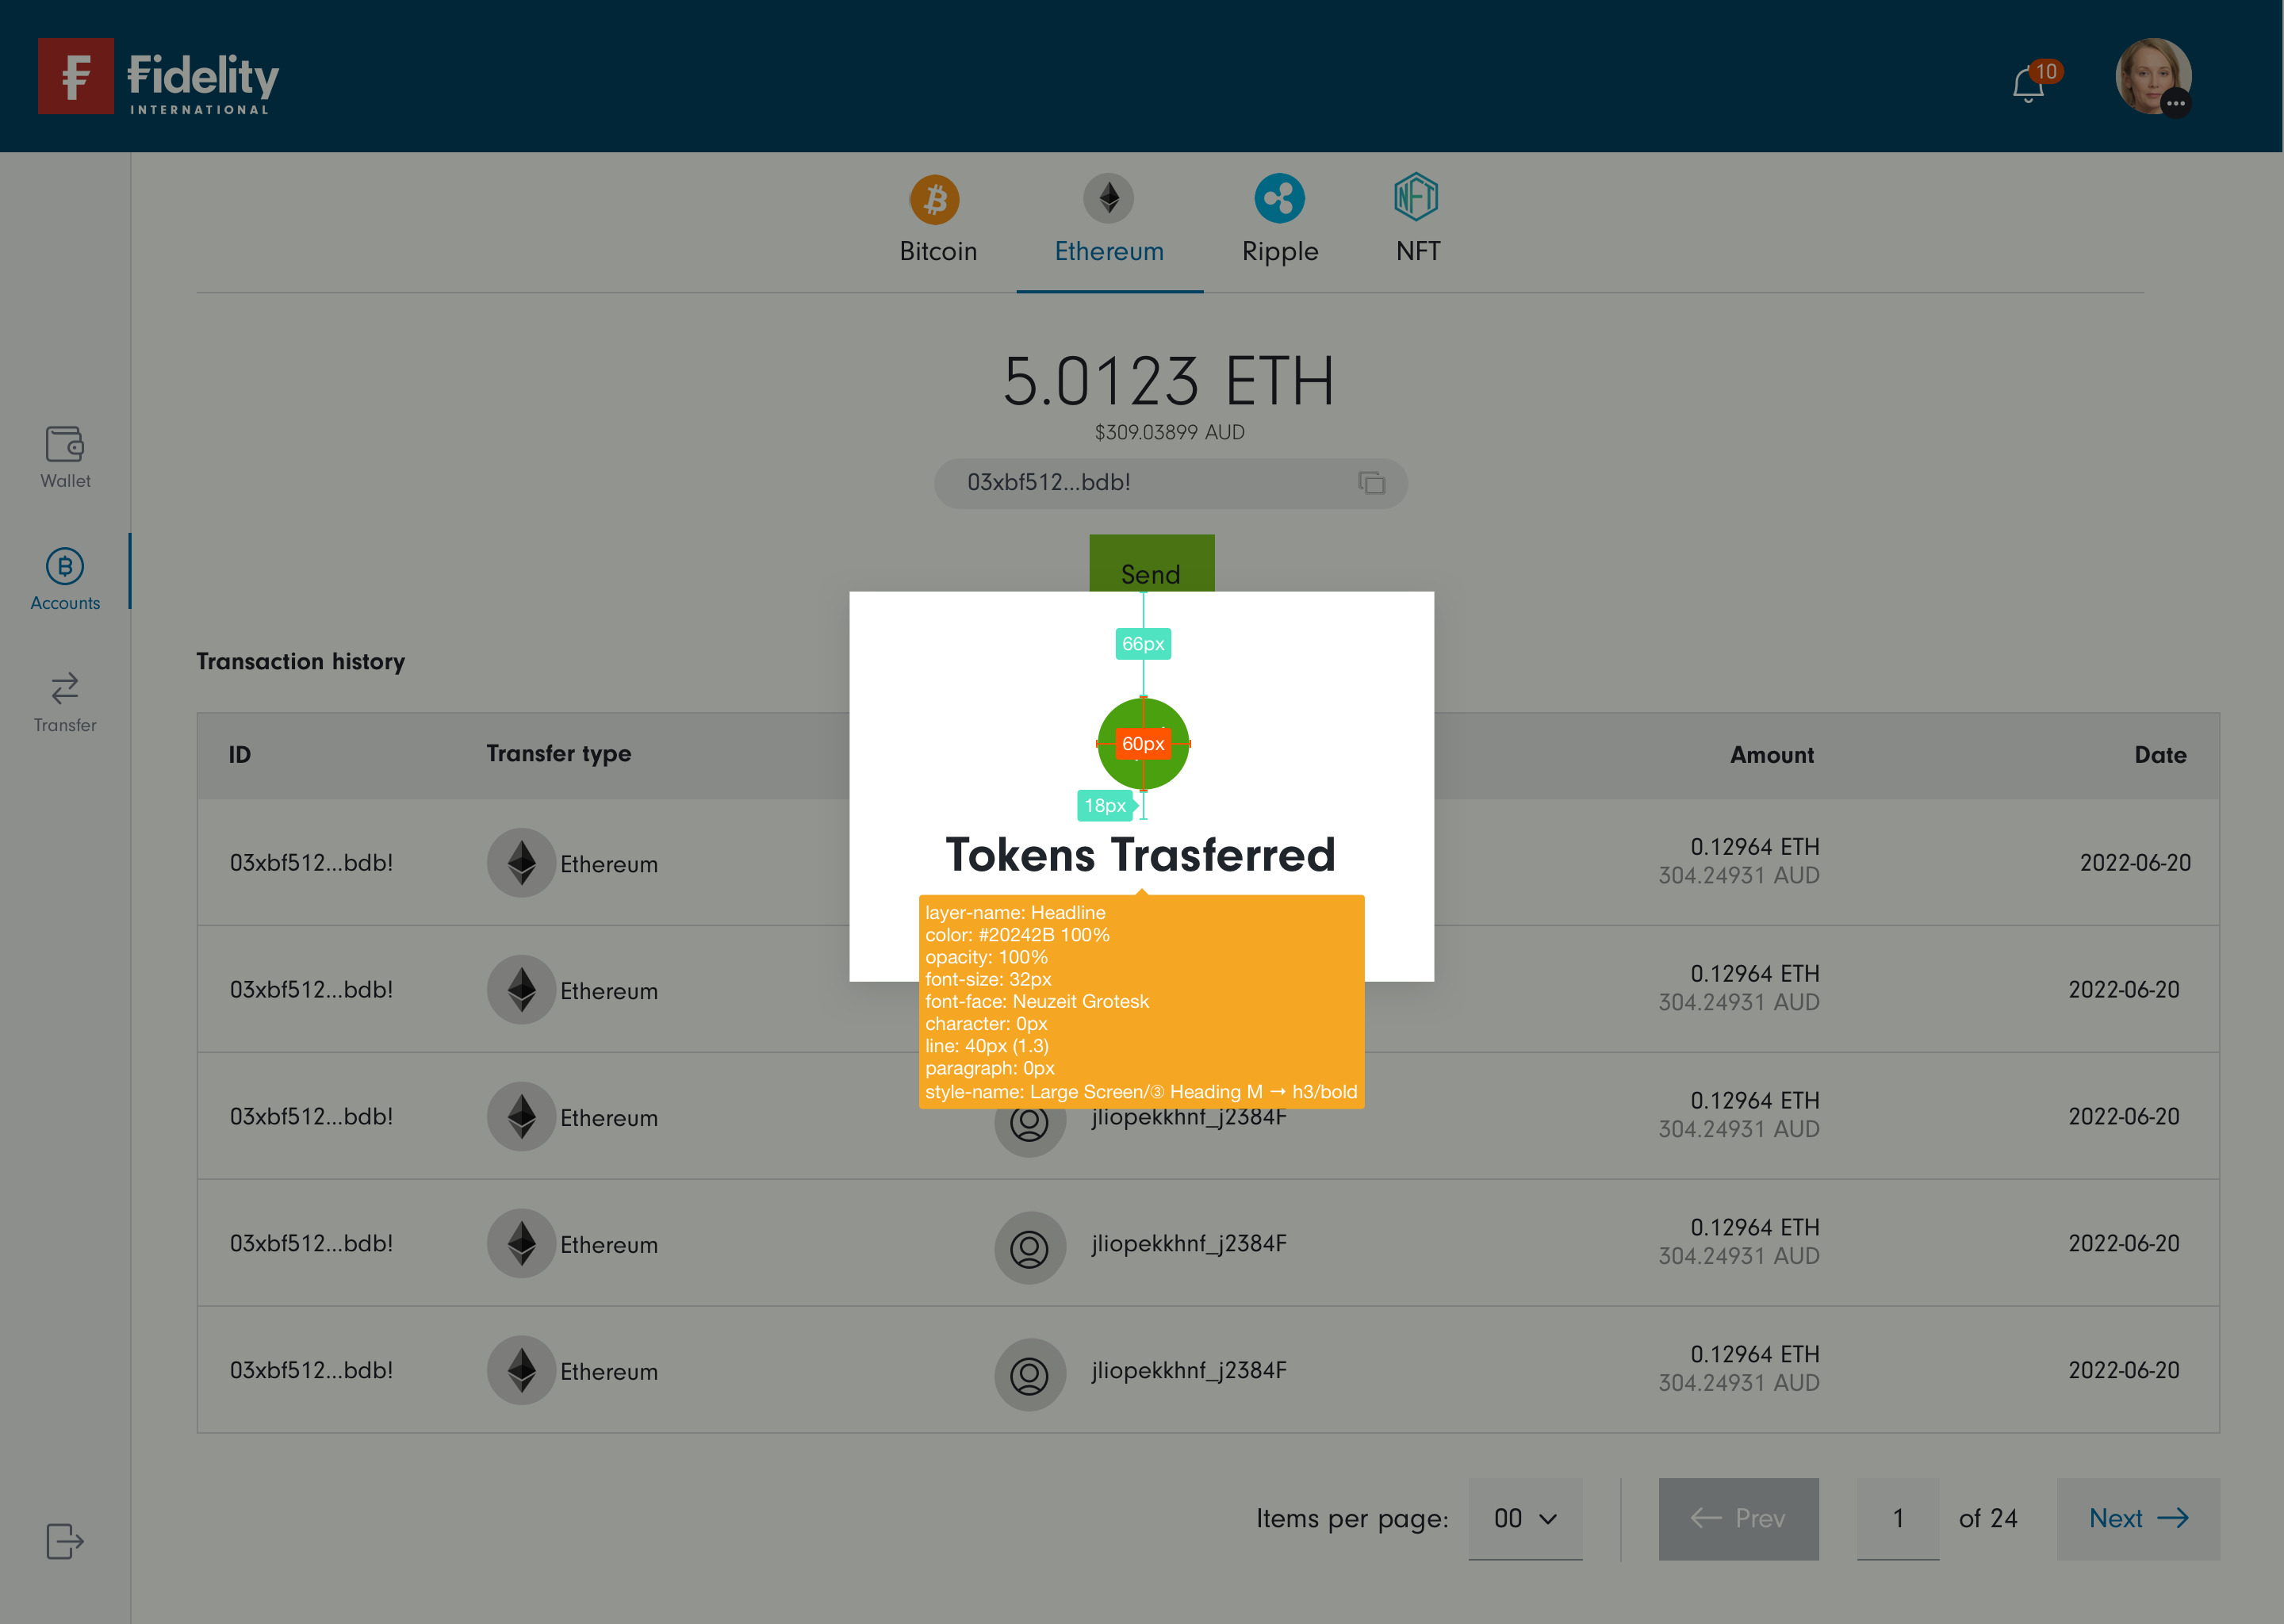 Fidelity
INTERNATIONAL
10
Bitcoin
Ethereum
Ripple
NFT
NFT
5.0123 ETH
$309.03899 AUD
03xbf512...bdb!
Send
Wallet
Accounts
Transfer
Transaction history
ID
Transfer type
Amount
Date
66px
60px
18px
Tokens Trasferred
layer-name: Headline
color: #20242B 100%
opacity: 100%
font-size: 32px
font-face: Neuzeit Grotesk
character: 0px
line: 40px (1.3)
paragraph: 0px
style-name: Large Screen/③ Heading M → h3/bold
03xbf512...bdb!
Ethereum
0.12964 ETH
304.24931 AUD
2022-06-20
03xbf512...bdb!
Ethereum
0.12964 ETH
304.24931 AUD
2022-06-20
03xbf512...bdb!
Ethereum
jliopekkhnf_j2384F
0.12964 ETH
304.24931 AUD
2022-06-20
03xbf512...bdb!
Ethereum
jliopekkhnf_j2384F
0.12964 ETH
304.24931 AUD
2022-06-20
03xbf512...bdb!
Ethereum
jliopekkhnf_j2384F
0.12964 ETH
304.24931 AUD
2022-06-20
Items per page:
00
← Prev
1
of 24
Next →